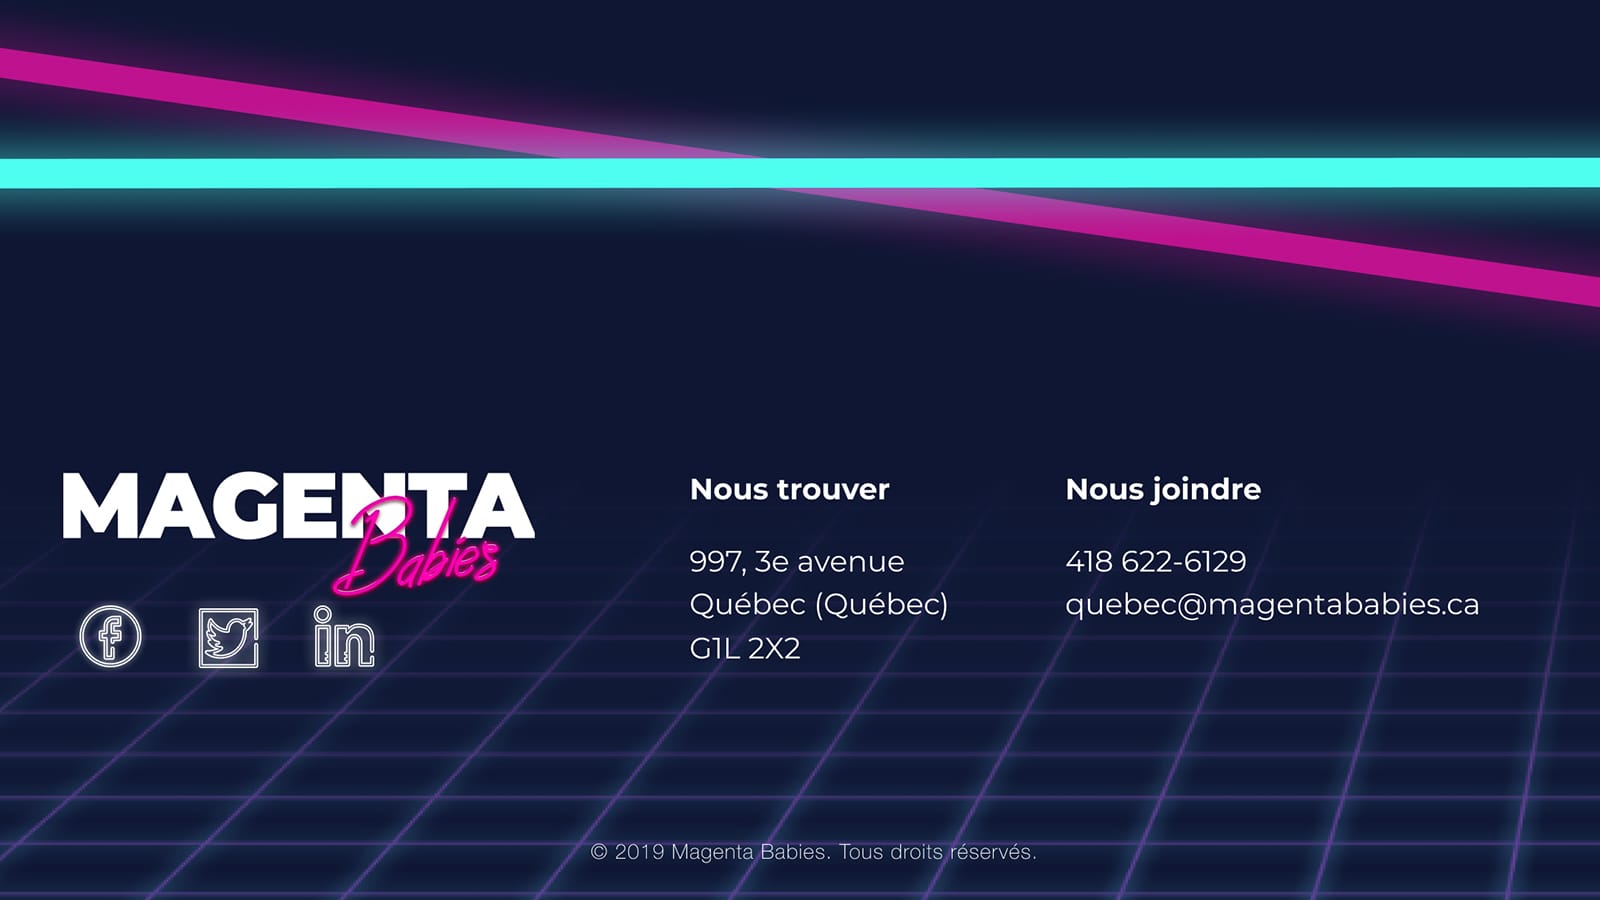 MAGENTA
Babies
Nous trouver
997, 3e avenue
Québec (Québec)
G1L 2X2
Nous joindre
418 622-6129
quebec@magentababies.ca
© 2019 Magenta Babies. Tous droits réservés.